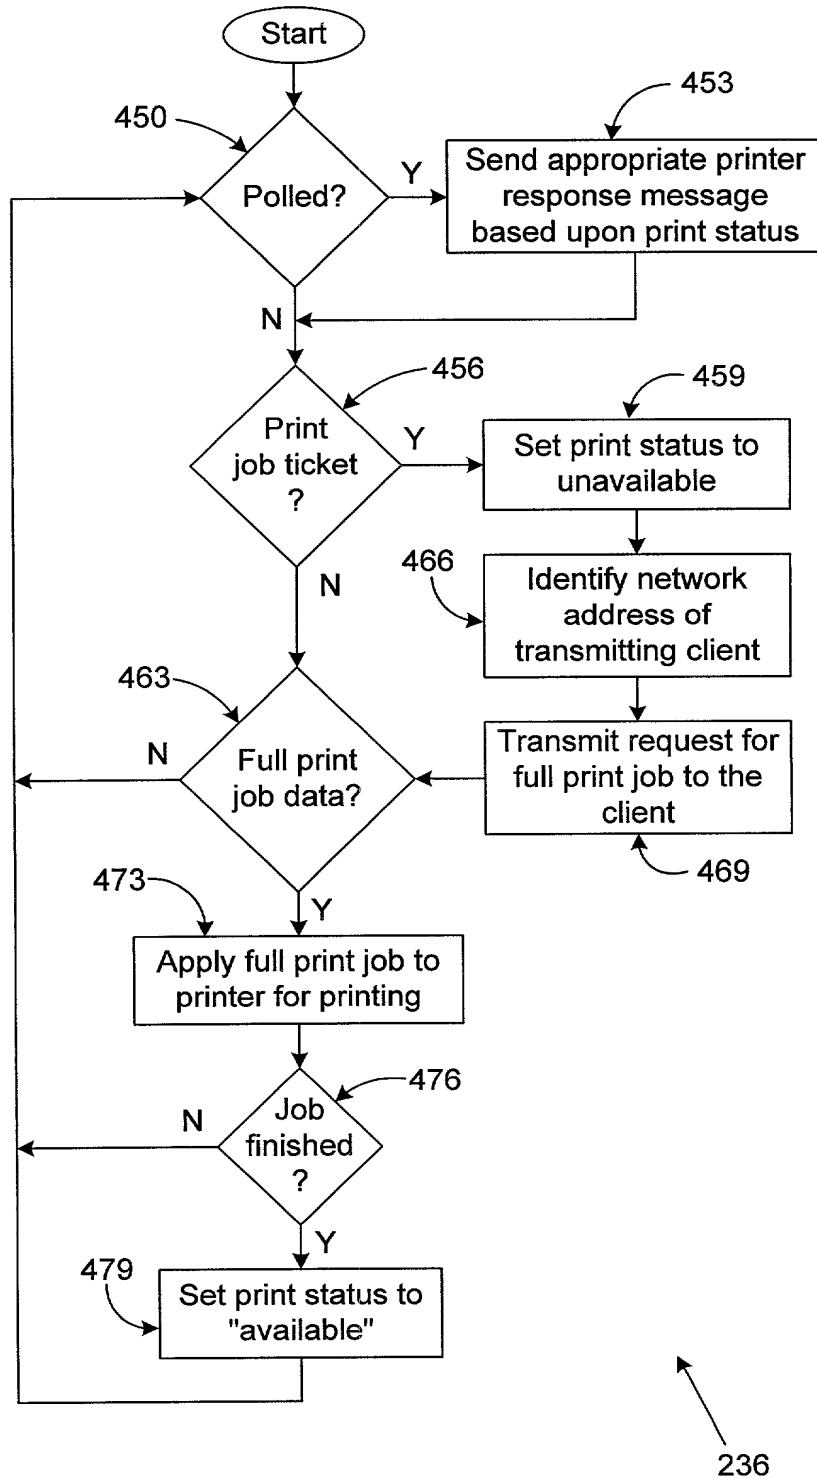 Start
450
453
Polled?
Y
Send appropriate printer
response message
based upon print status
N
456
459
Print
job ticket
?
Y
Set print status to
unavailable
N
466
Identify network
address of
transmitting client
463
N
Full print
job data?
Transmit request for
full print job to the
client
469
473
Y
Apply full print job to
printer for printing
476
N
Job
finished
?
Y
479
Set print status to
"available"
236